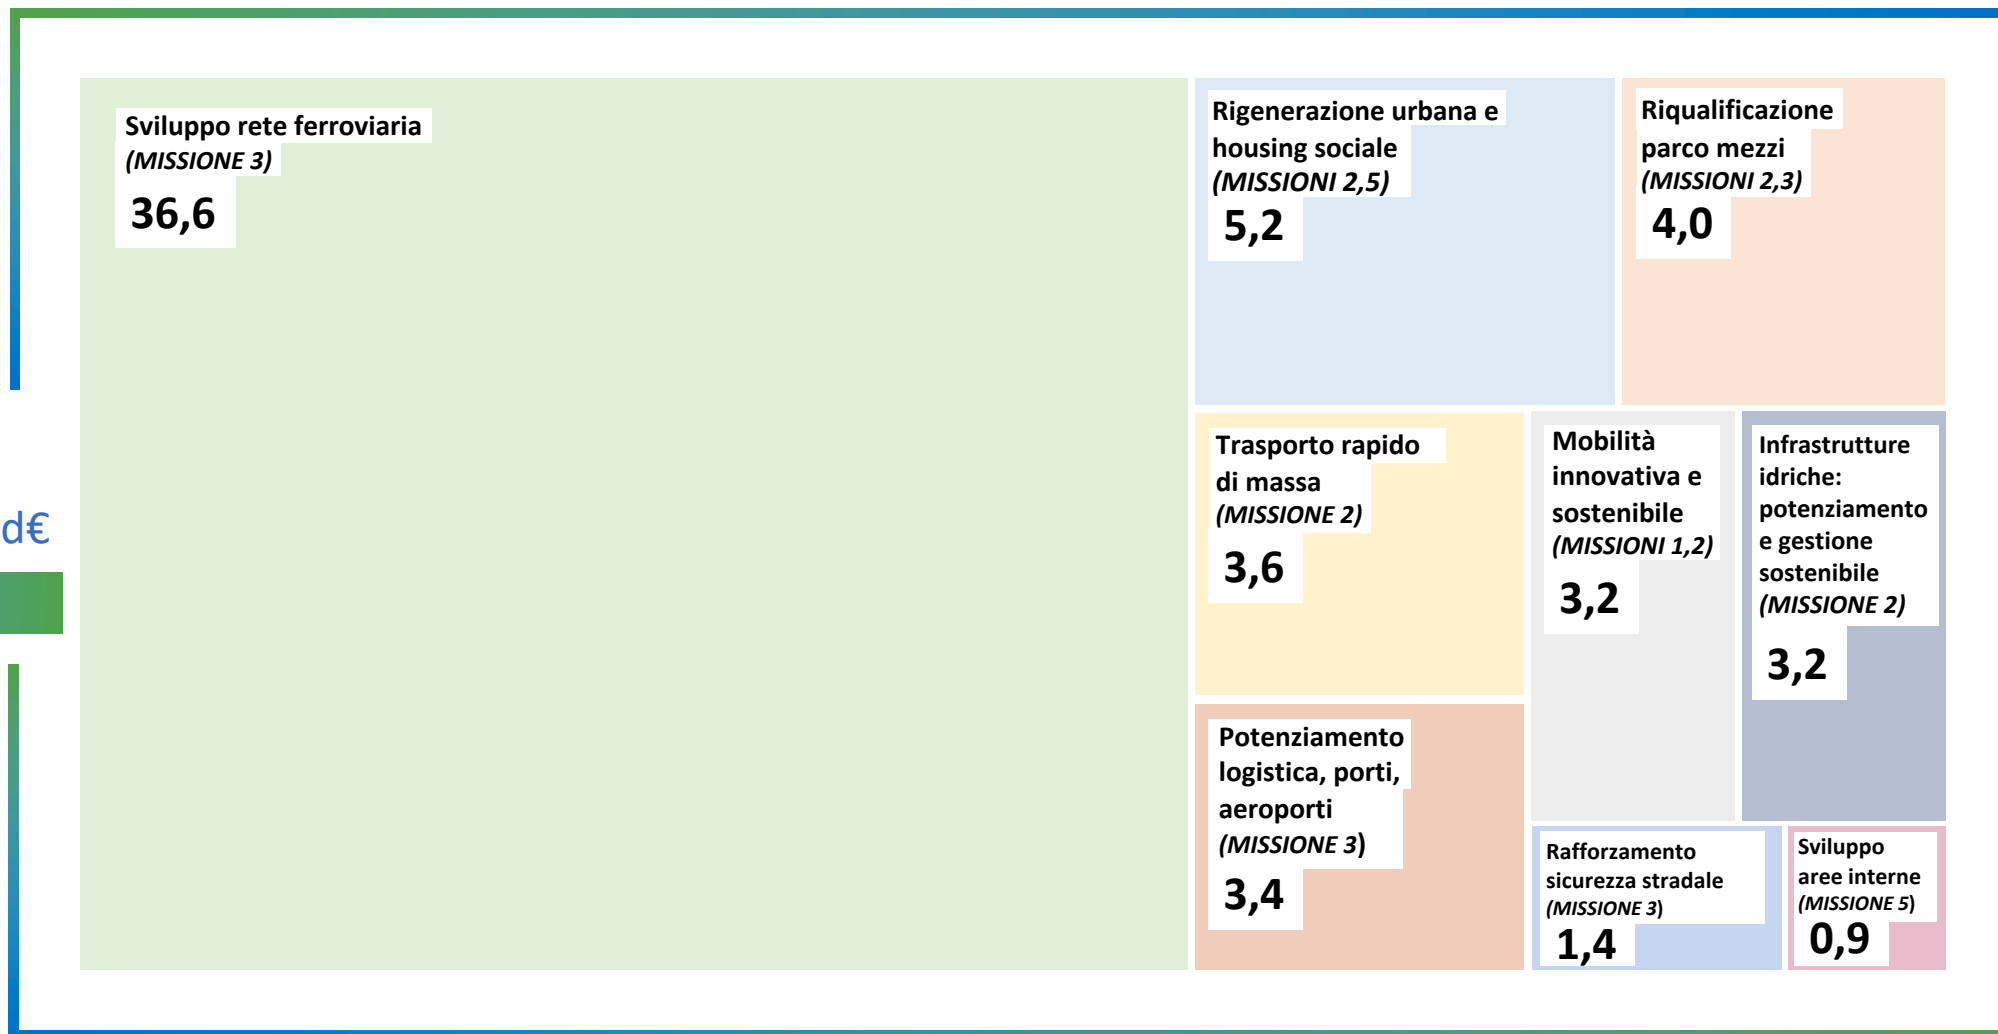 Sviluppo rete ferroviaria
(MISSIONE 3)
36,6
Rigenerazione urbana e
housing sociale
(MISSIONI 2,5)
5,2
Riqualificazione
parco mezzi
(MISSIONI 2,3)
4,0
d€
Trasporto rapido
di massa
(MISSIONE 2)
3,6
Mobilità
innovativa e
sostenibile
(MISSIONI 1,2)
3,2
Infrastrutture
idriche:
potenziamento
e gestione
sostenibile
(MISSIONE 2)
3,2
Potenziamento
logistica, porti,
aeroporti
(MISSIONE 3)
3,4
Rafforzamento
sicurezza stradale
(MISSIONE 3)
1,4
Sviluppo
aree interne
(MISSIONE 5)
0,9